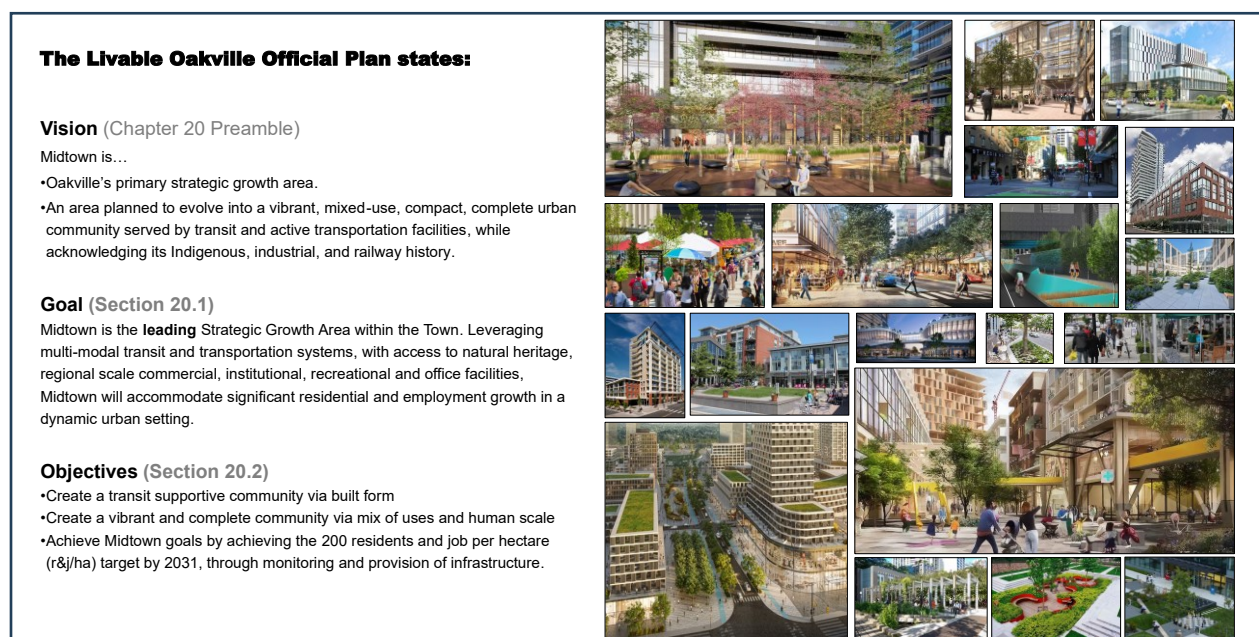 The Livable Oakville Official Plan states:
Vision (Chapter 20 Preamble)
Midtown is…
•Oakville’s primary strategic growth area.
•An area planned to evolve into a vibrant, mixed-use, compact, complete urban
community served by transit and active transportation facilities, while
acknowledging its Indigenous, industrial, and railway history.
Goal (Section 20.1)
Midtown is the leading Strategic Growth Area within the Town. Leveraging
multi-modal transit and transportation systems, with access to natural heritage,
regional scale commercial, institutional, recreational and office facilities,
Midtown will accommodate significant residential and employment growth in a
dynamic urban setting.
Objectives (Section 20.2)
•Create a transit supportive community via built form
•Create a vibrant and complete community via mix of uses and human scale
•Achieve Midtown goals by achieving the 200 residents and job per hectare
(r&j/ha) target by 2031, through monitoring and provision of infrastructure.